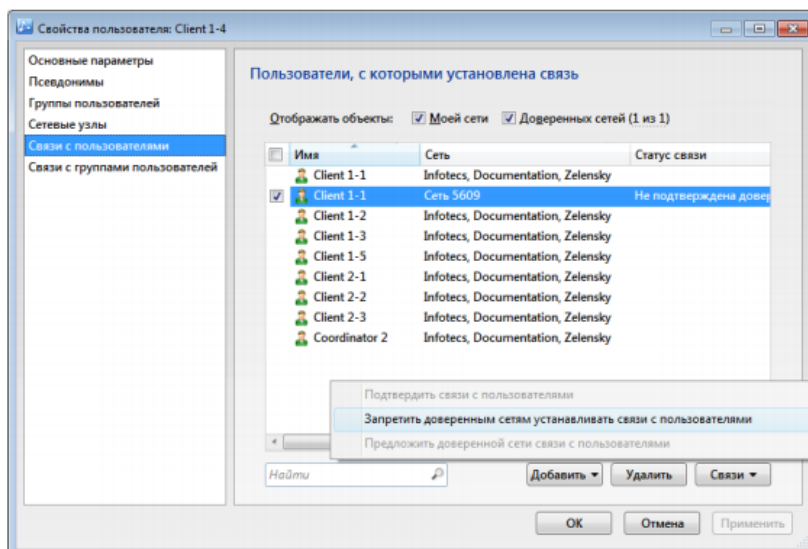 Свойства пользователя: Client 1-4
Основные параметры
Псевдонимы
Группы пользователей
Сетевые узлы
Связи с пользователями
Связи с группами пользователей
Пользователи, с которыми установлена связь
Отображать объекты: Моей сети Доверенных сетей (1 из 1)
Имя Сеть Статус связи
Client 1-1 Infotecs, Documentation, Zelensky
Client 1-1 Сеть 5609 Не подтверждена довер
Client 1-2 Infotecs, Documentation, Zelensky
Client 1-3 Infotecs, Documentation, Zelensky
Client 1-5 Infotecs, Documentation, Zelensky
Client 2-1 Infotecs, Documentation, Zelensky
Client 2-2 Infotecs, Documentation, Zelensky
Client 2-3 Infotecs, Documentation, Zelensky
Coordinator 2 Infotecs, Documentation, Zelensky
Подтвердить связи с пользователями
Запретить доверенным сетям устанавливать связи с пользователями
Предложить доверенной сети связи с пользователями
Найти Добавить Удалить Связи
OK Отмена Применить